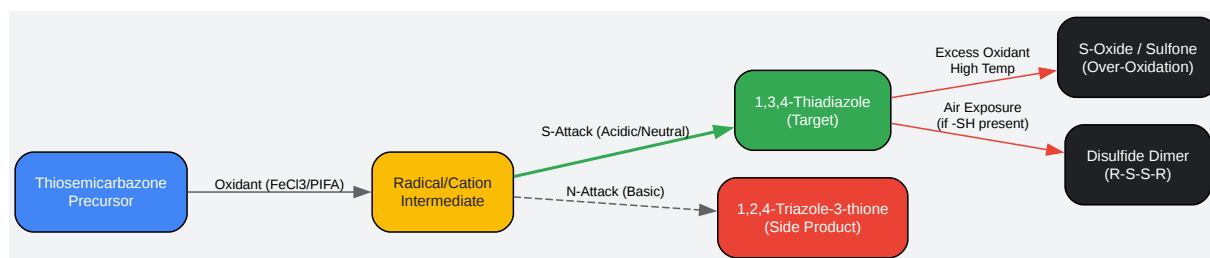 Thiosemicarbazone
Precursor
Oxidant (FeCl3/PIFA)
Radical/Cation
Intermediate
S-Attack (Acidic/Neutral)
N-Attack (Basic)
1,3,4-Thiadiazole
(Target)
1,2,4-Triazole-3-thione
(Side Product)
Excess Oxidant
High Temp
Air Exposure
(if -SH present)
S-Oxide / Sulfone
(Over-Oxidation)
Disulfide Dimer
(R-S-S-R)